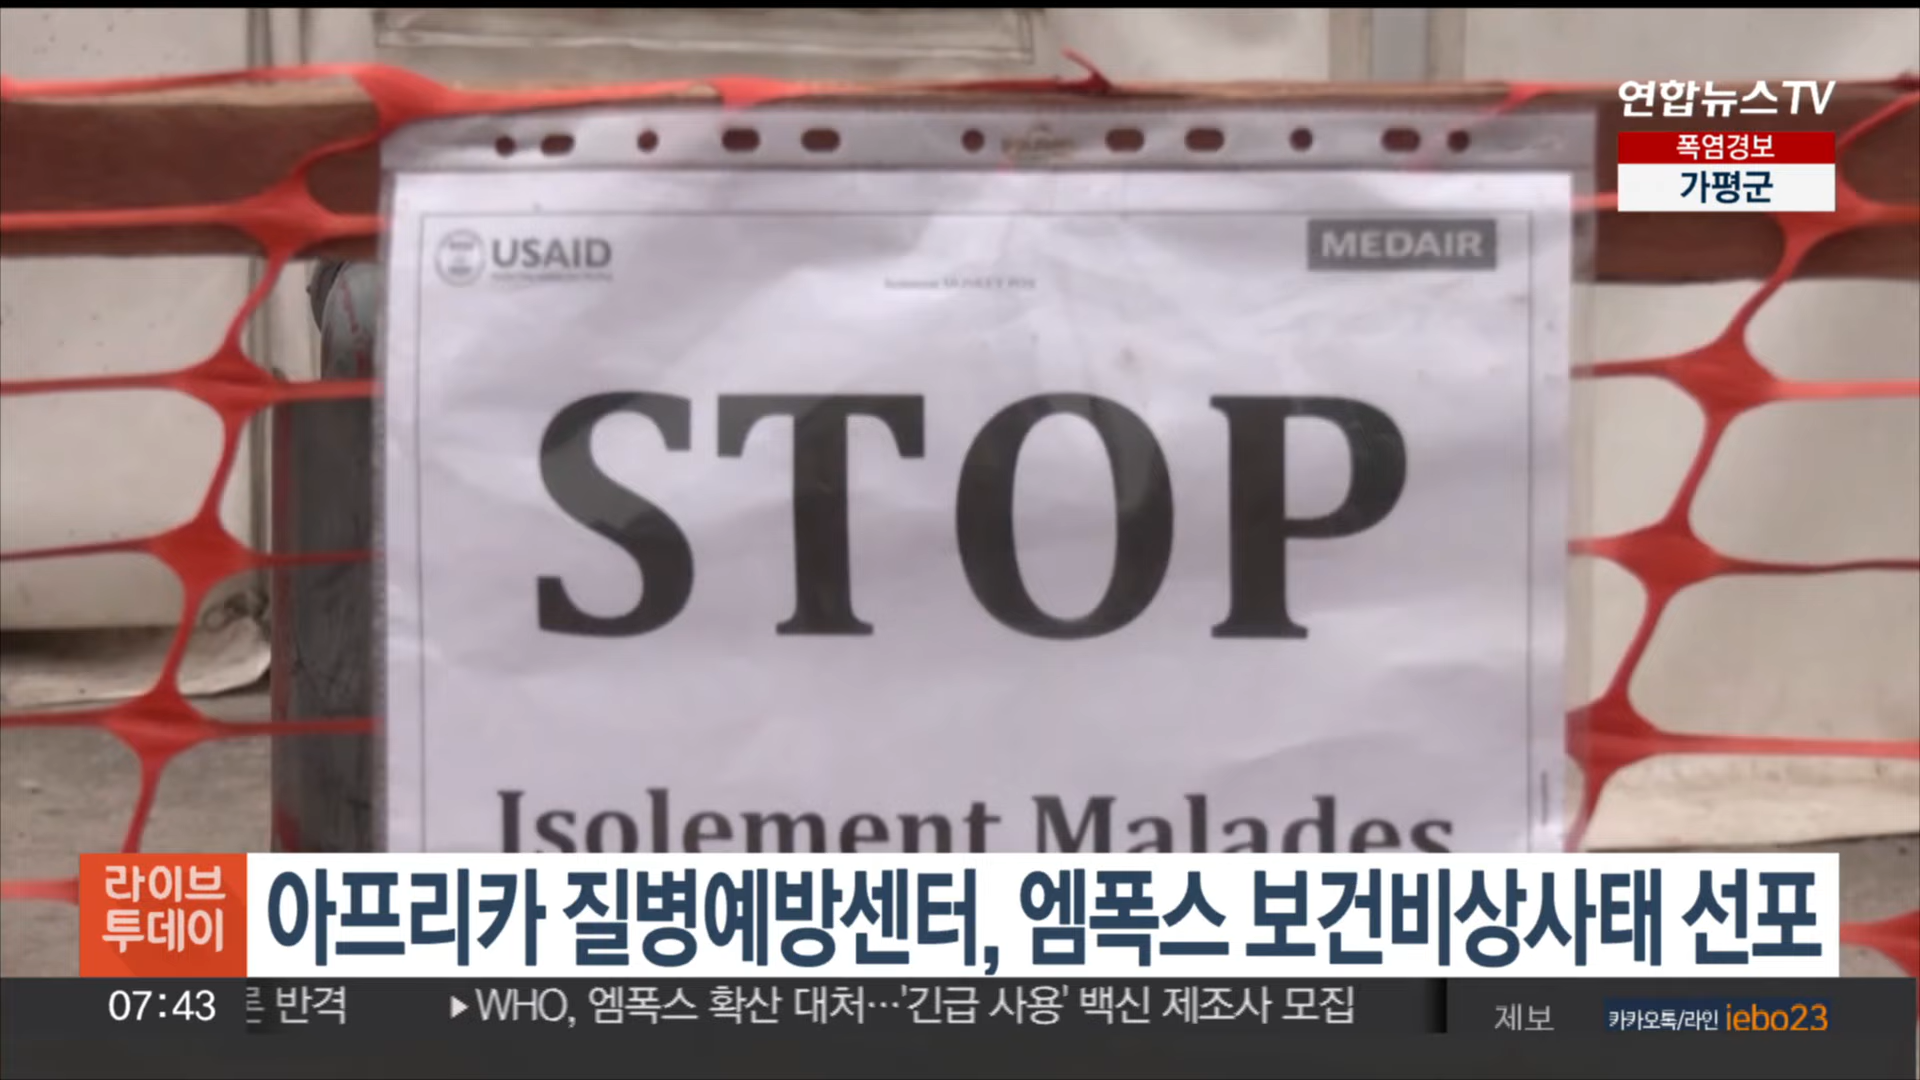 연합뉴스TV
폭염경보
가평군
USAID
MEDAIR
STOP
Isolement Malades
라이브
투데이
아프리카 질병예방센터, 엠폭스 보건비상사태 선포
07:43
론 반격 ▶WHO, 엠폭스 확산 대처…'긴급 사용' 백신 제조사 모집
제보 카카오톡/라인 jebo23